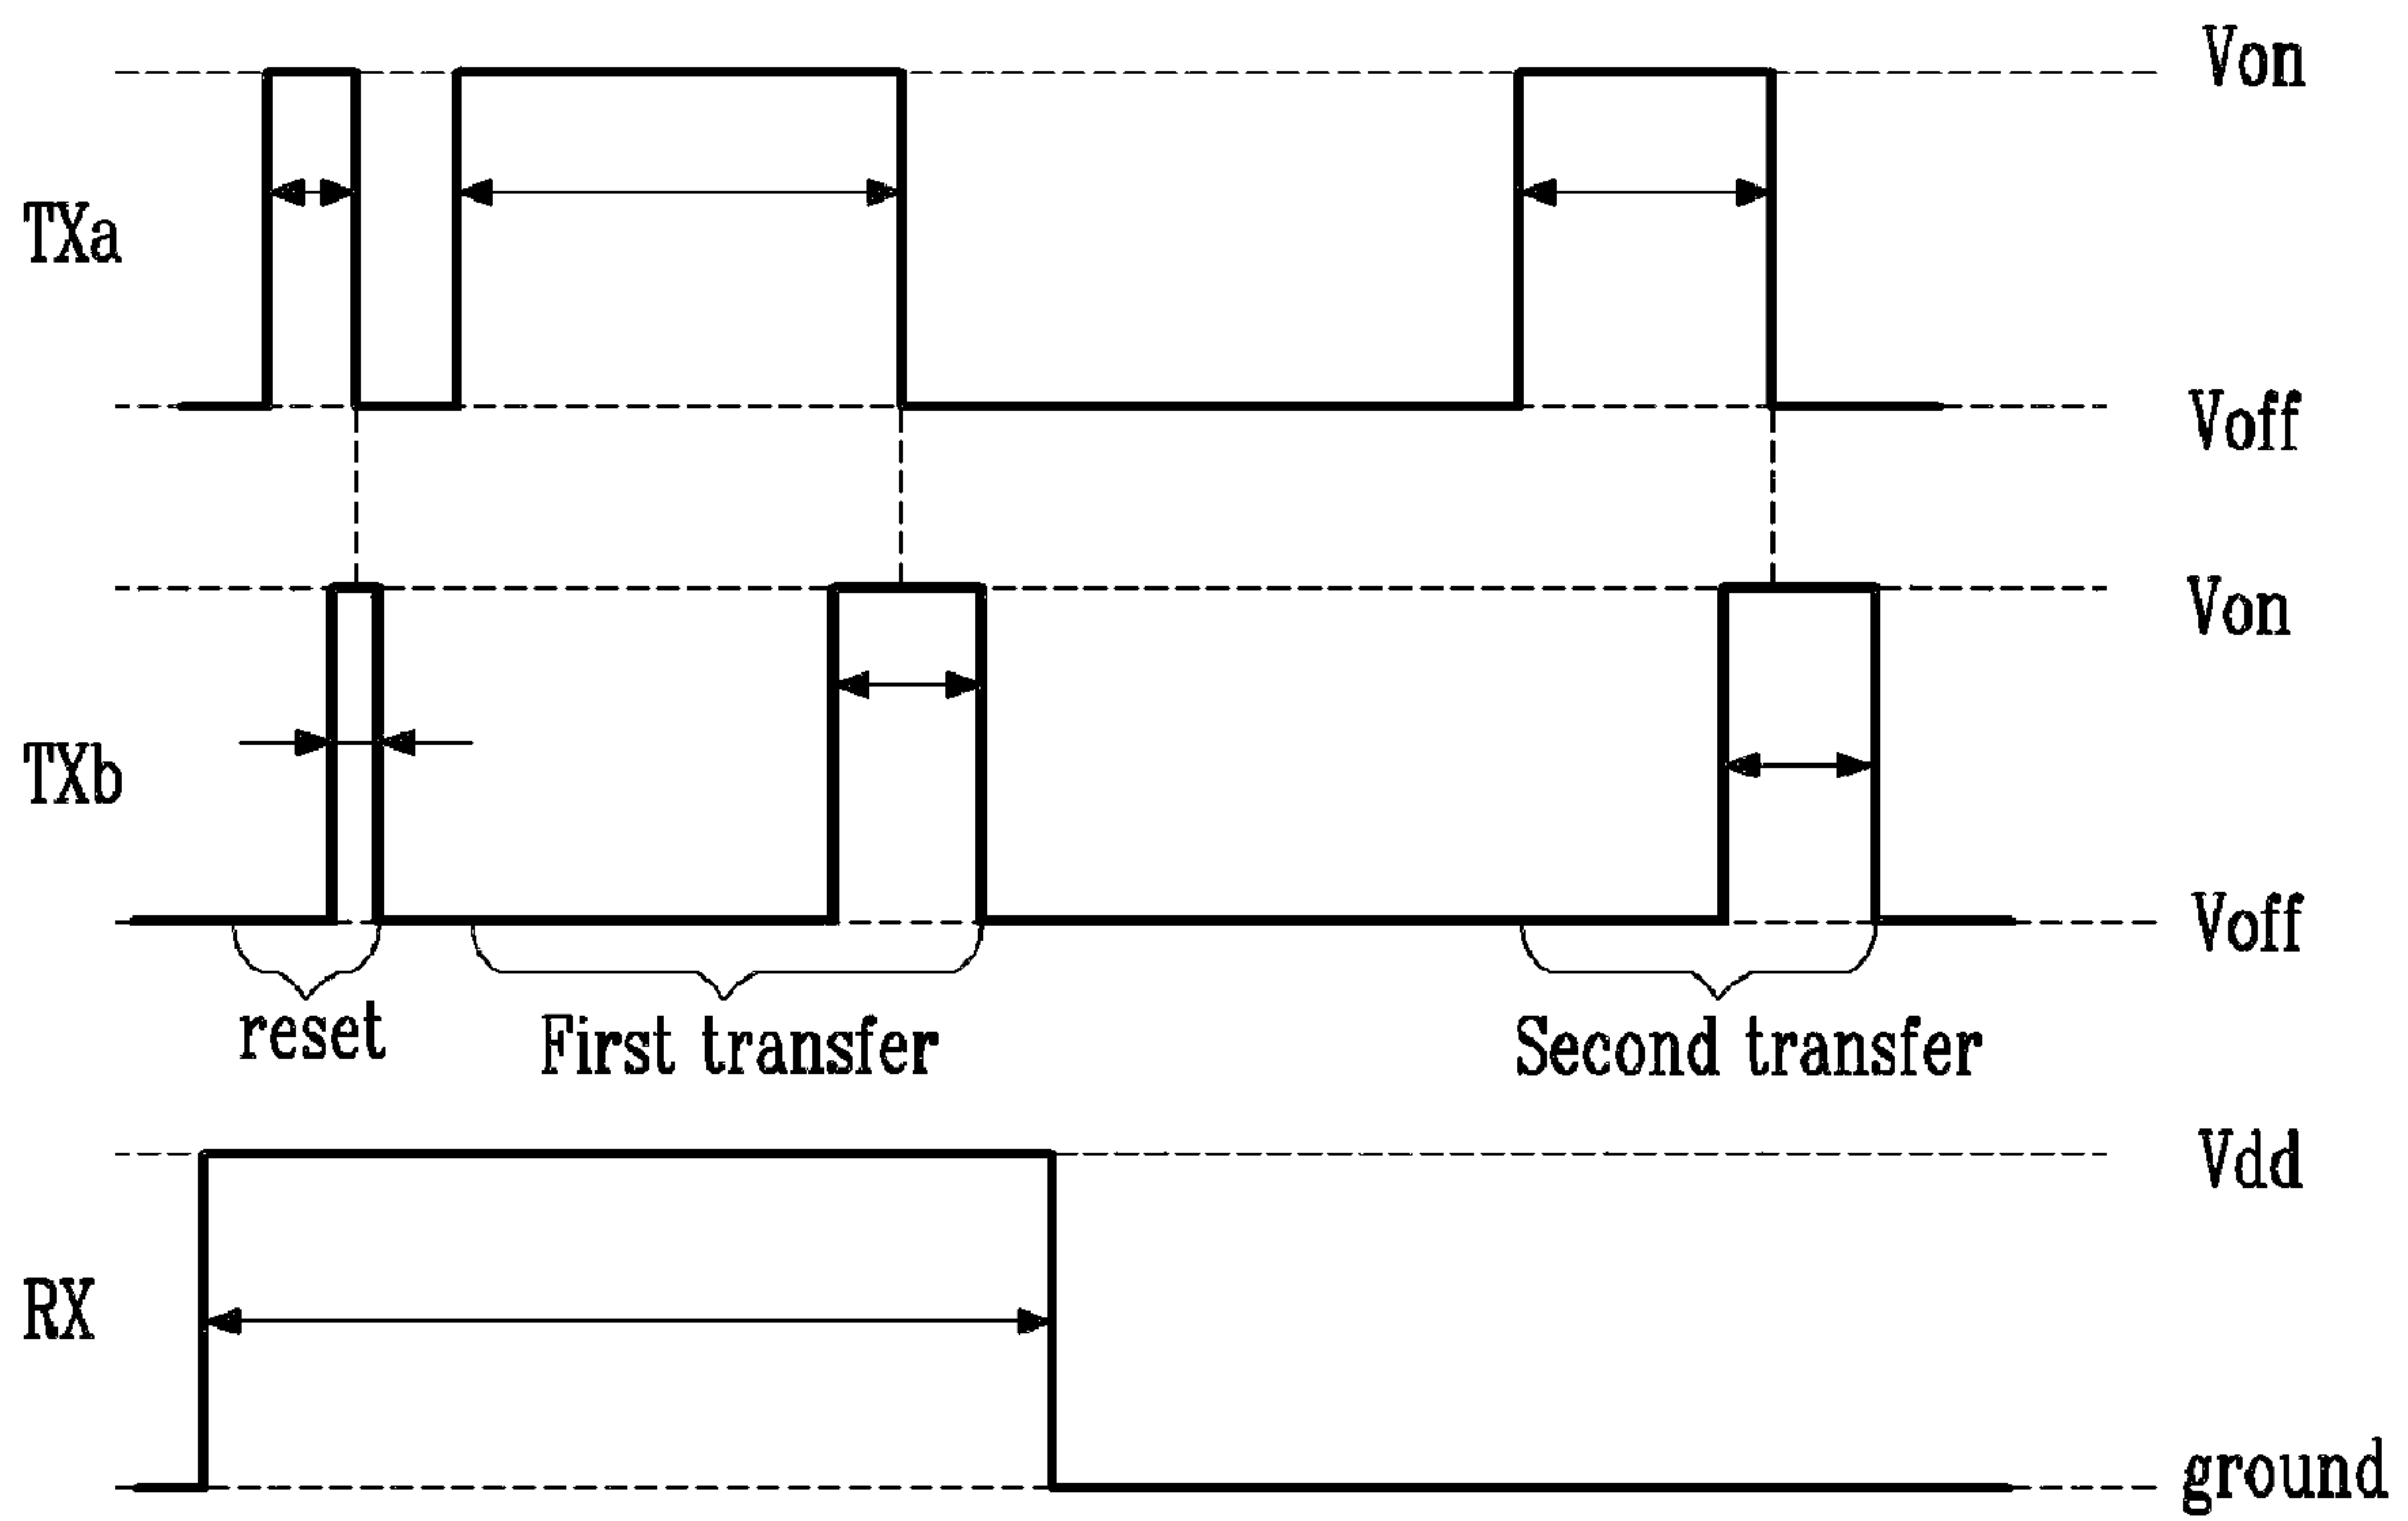 Von
TXa
Voff
Von
TXb
Voff
reset
First transfer
Second transfer
Vdd
RX
ground